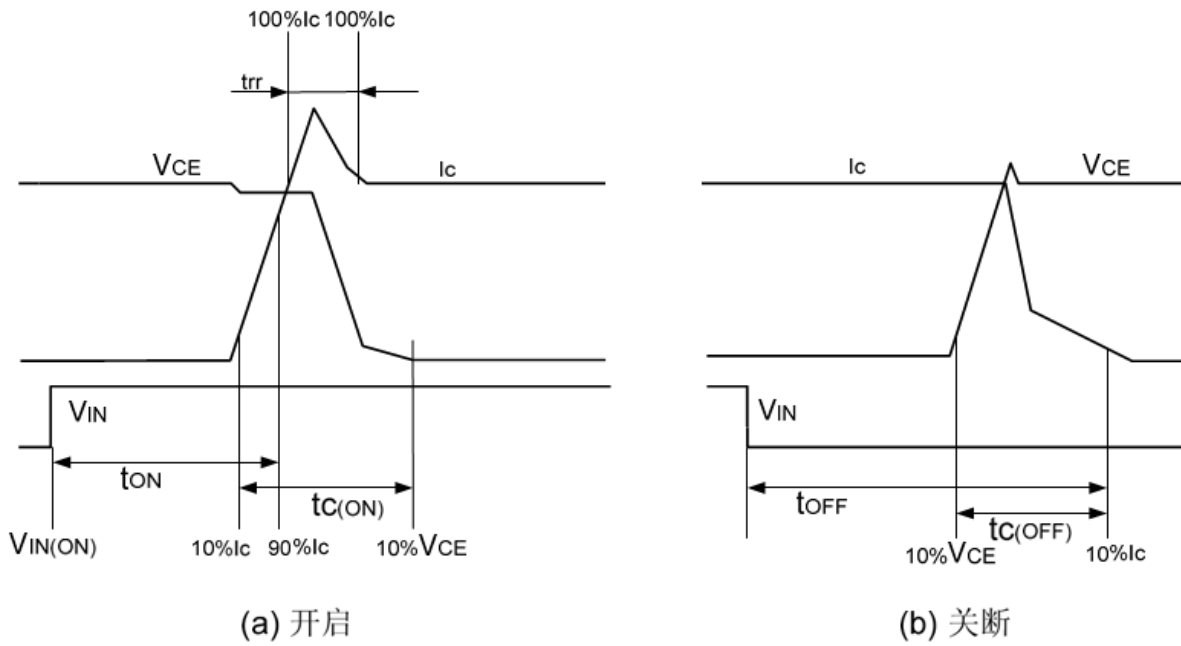 100%Ic 100%Ic
trr
VCE
Ic
Ic
VCE
VIN
VIN
tON
tC(ON)
tOFF
tC(OFF)
VIN(ON)
10%Ic
90%Ic
10%VCE
10%VCE
10%Ic
(a) 开启
(b) 关断